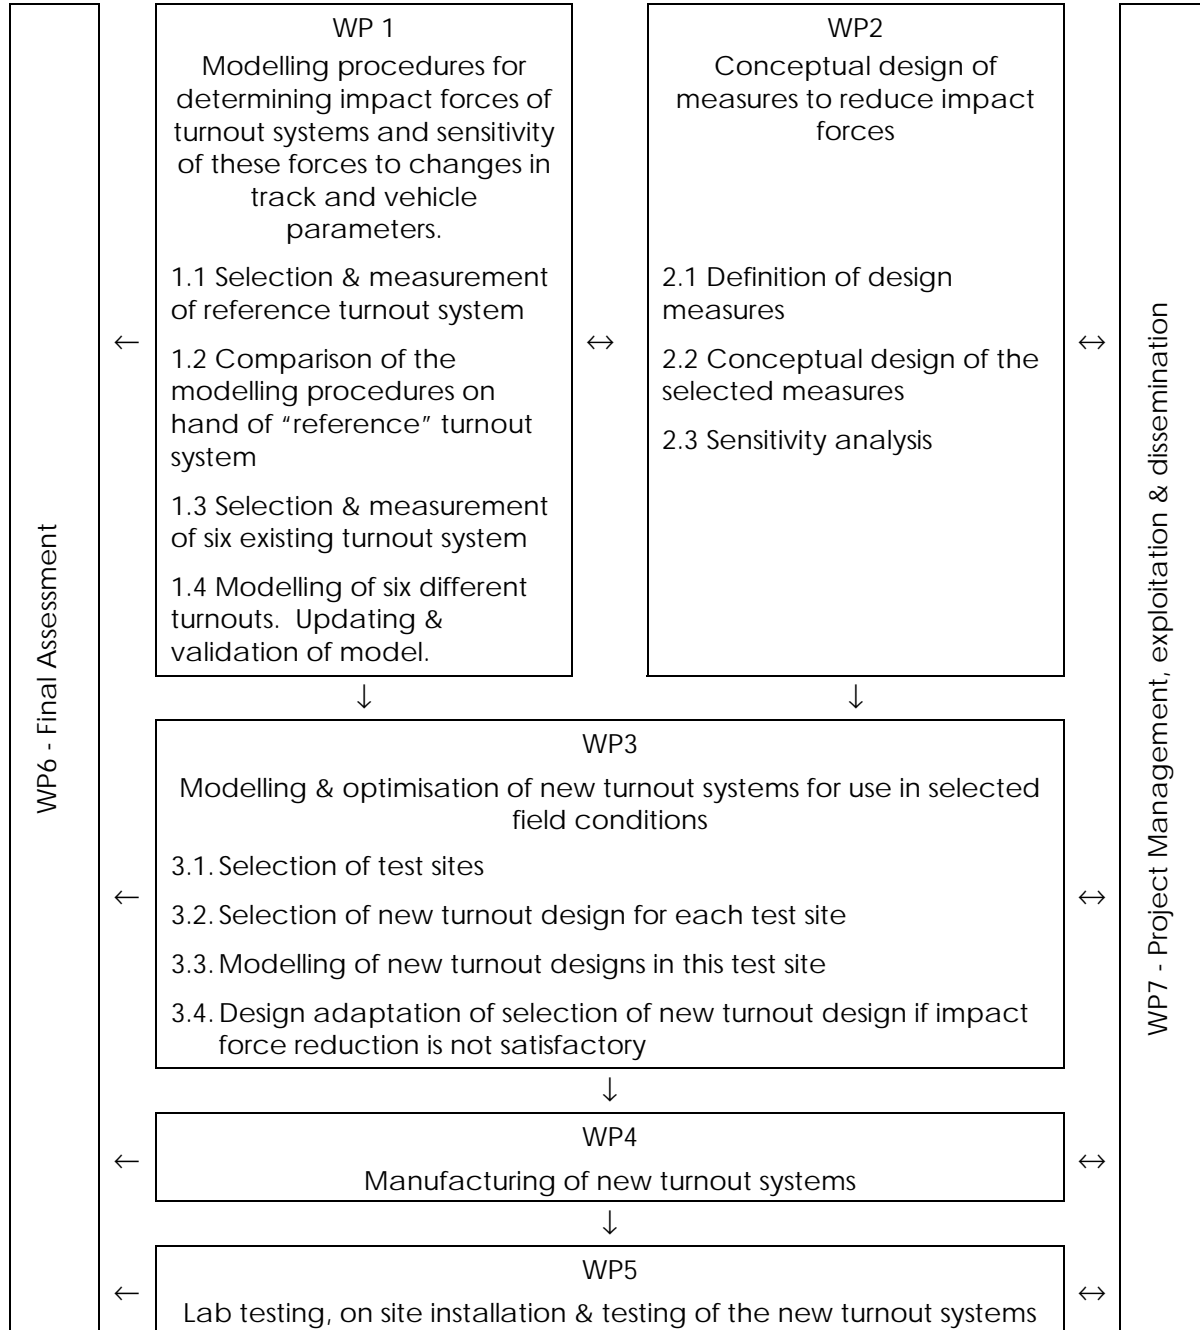 WP 1
Modelling procedures for
determining impact forces of
turnout systems and sensitivity
of these forces to changes in
track and vehicle
parameters.
1.1 Selection & measurement
of reference turnout system
1.2 Comparison of the
modelling procedures on
hand of “reference” turnout
system
1.3 Selection & measurement
of six existing turnout system
1.4 Modelling of six different
turnouts. Updating &
validation of model.
WP2
Conceptual design of
measures to reduce impact
forces
2.1 Definition of design
measures
2.2 Conceptual design of the
selected measures
2.3 Sensitivity analysis
WP3
Modelling & optimisation of new turnout systems for use in selected
field conditions
3.1. Selection of test sites
3.2. Selection of new turnout design for each test site
3.3. Modelling of new turnout designs in this test site
3.4. Design adaptation of selection of new turnout design if impact
force reduction is not satisfactory
WP4
Manufacturing of new turnout systems
WP5
Lab testing, on site installation & testing of the new turnout systems
WP6 - Final Assessment
WP7 - Project Management, exploitation & dissemination